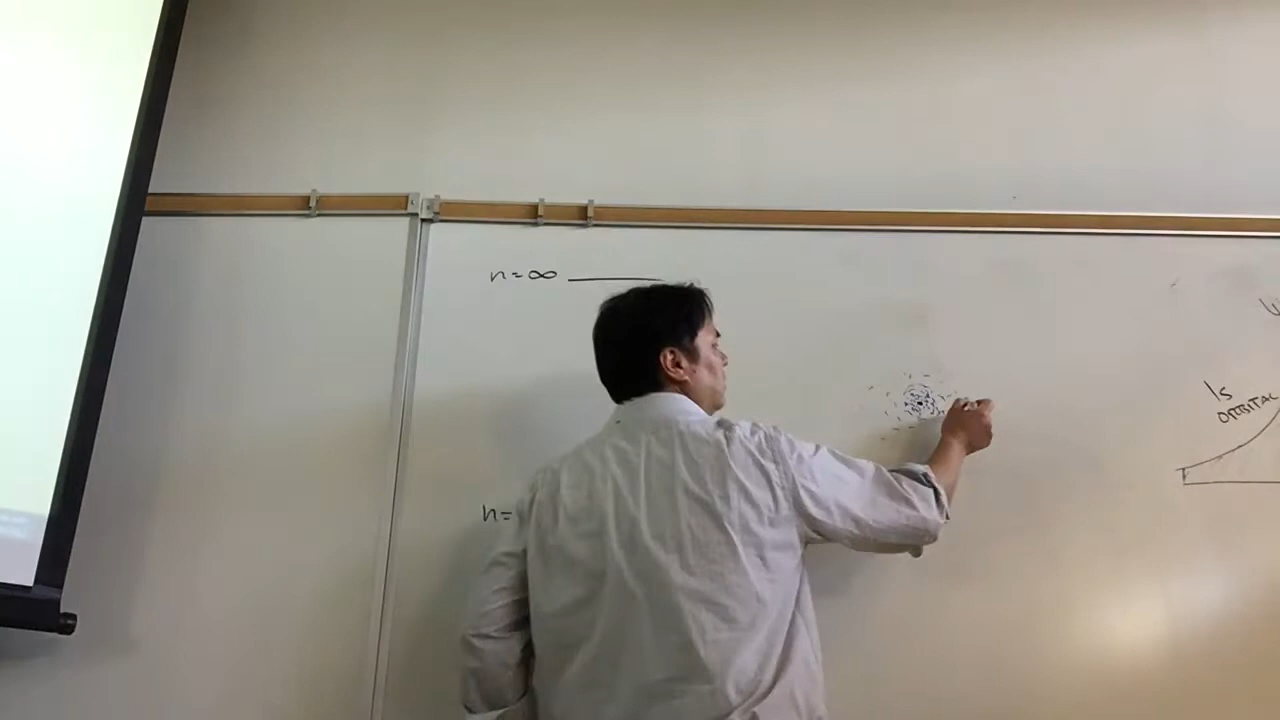 n=∞
n=
1s
ORBITAL